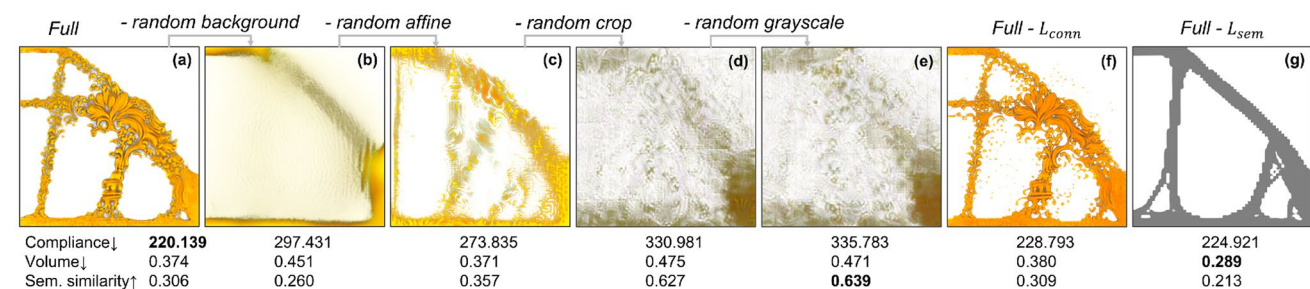 Full - random background - random affine - random crop - random grayscale Full - L_conn Full - L_sem
(a) (b) (c) (d) (e) (f) (g)
Compliance↓ 220.139 297.431 273.835 330.981 335.783 228.793 224.921
Volume↓ 0.374 0.451 0.371 0.475 0.471 0.380 0.289
Sem. similarity↑ 0.306 0.260 0.357 0.627 0.639 0.309 0.213